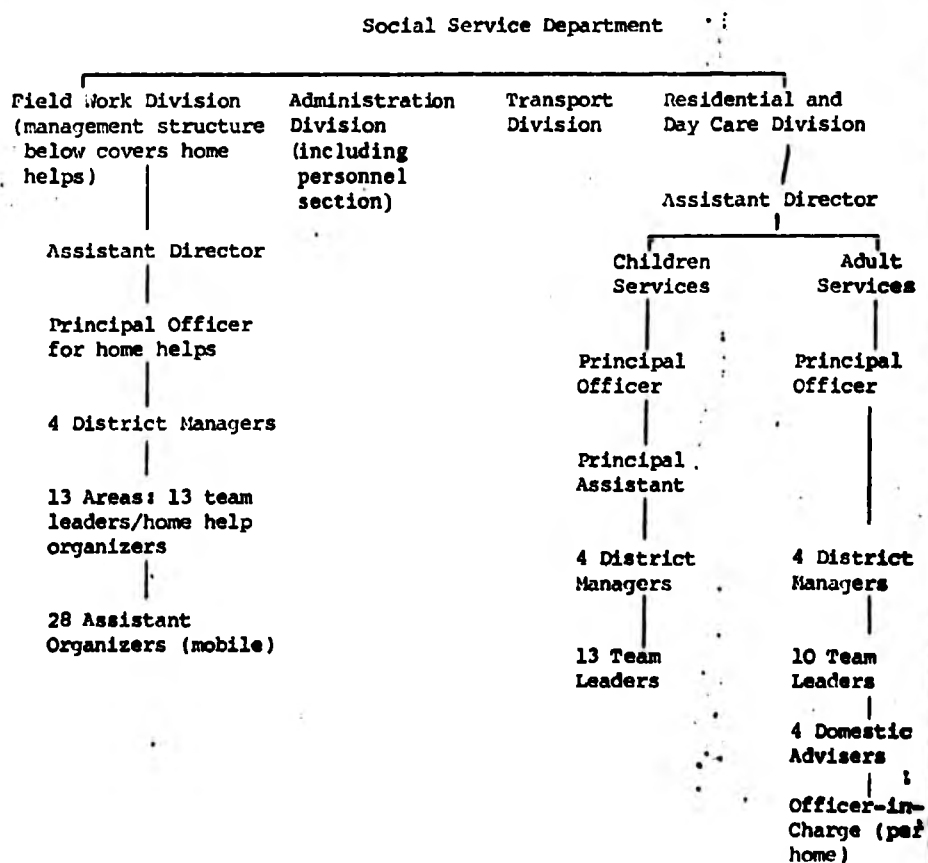 Social Service Department
Field Work Division
(management structure
below covers home
helps)
Assistant Director
Principal Officer
for home helps
4 District Managers
13 Areas: 13 team
leaders/home help
organizers
28 Assistant
Organizers (mobile)
Administration
Division
(including
personnel
section)
Transport
Division
Residential and
Day Care Division
Assistant Director
Children
Services
Principal
Officer
Principal
Assistant
4 District
Managers
13 Team
Leaders
Adult
Services
Principal
Officer
4 District
Managers
10 Team
Leaders
4 Domestic
Advisers
Officer-in-
Charge (per
home)